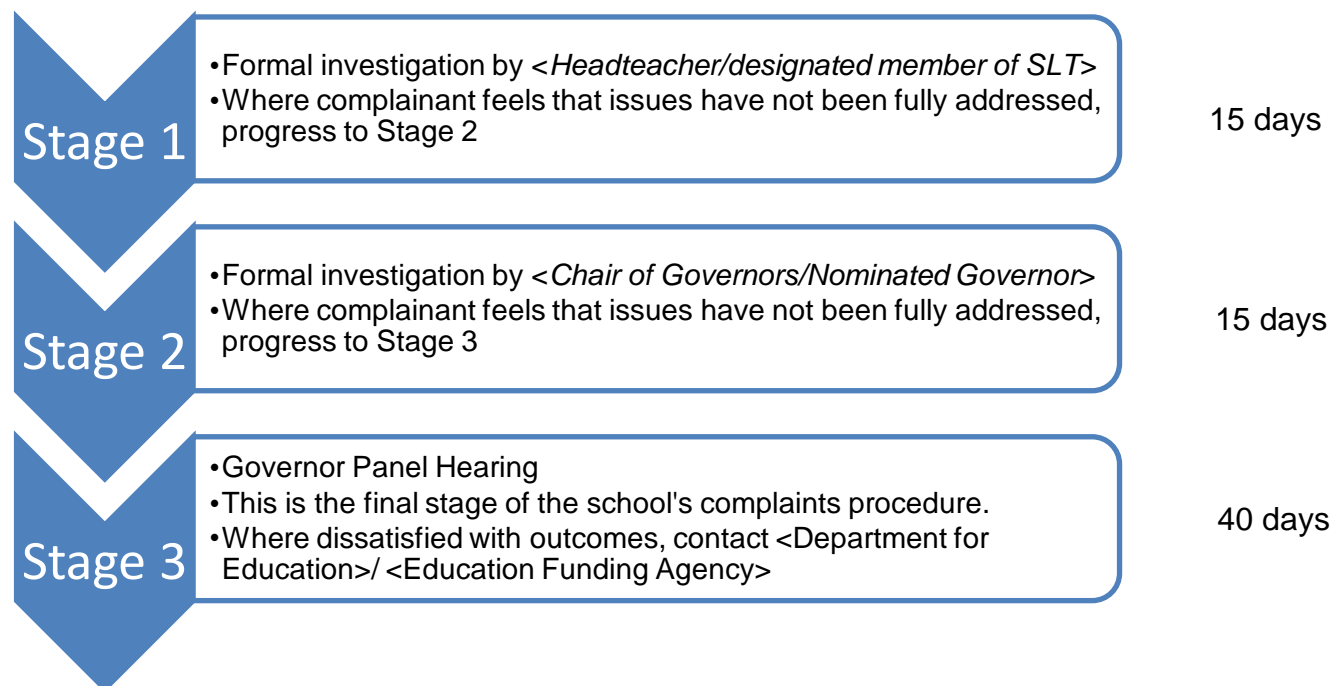 Stage 1
•Formal investigation by <Headteacher/designated member of SLT>
•Where complainant feels that issues have not been fully addressed,
progress to Stage 2
15 days
Stage 2
•Formal investigation by <Chair of Governors/Nominated Governor>
•Where complainant feels that issues have not been fully addressed,
progress to Stage 3
15 days
Stage 3
•Governor Panel Hearing
•This is the final stage of the school's complaints procedure.
•Where dissatisfied with outcomes, contact <Department for
Education>/ <Education Funding Agency>
40 days